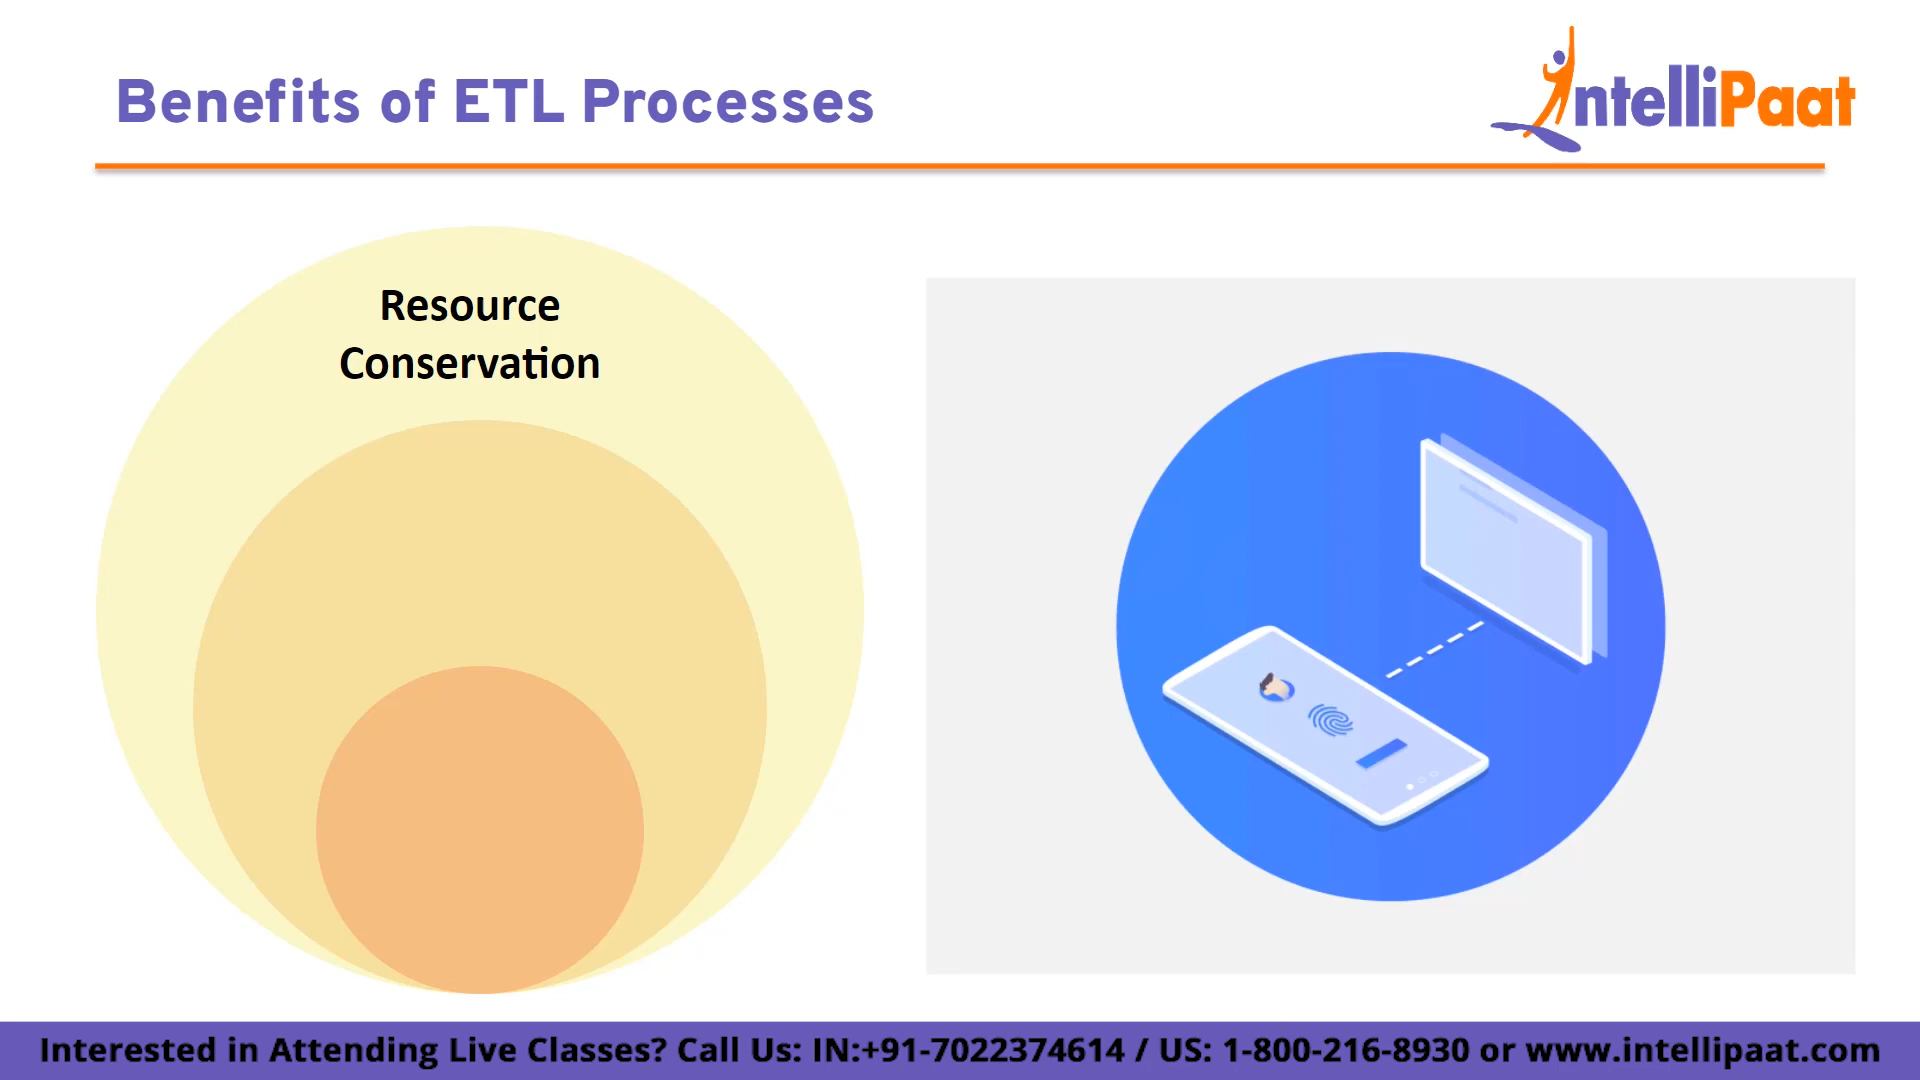 Benefits of ETL Processes
IntelliPaat
Resource
Conservation
Interested in Attending Live Classes? Call Us: IN:+91-7022374614 / US: 1-800-216-8930 or www.intellipaat.com